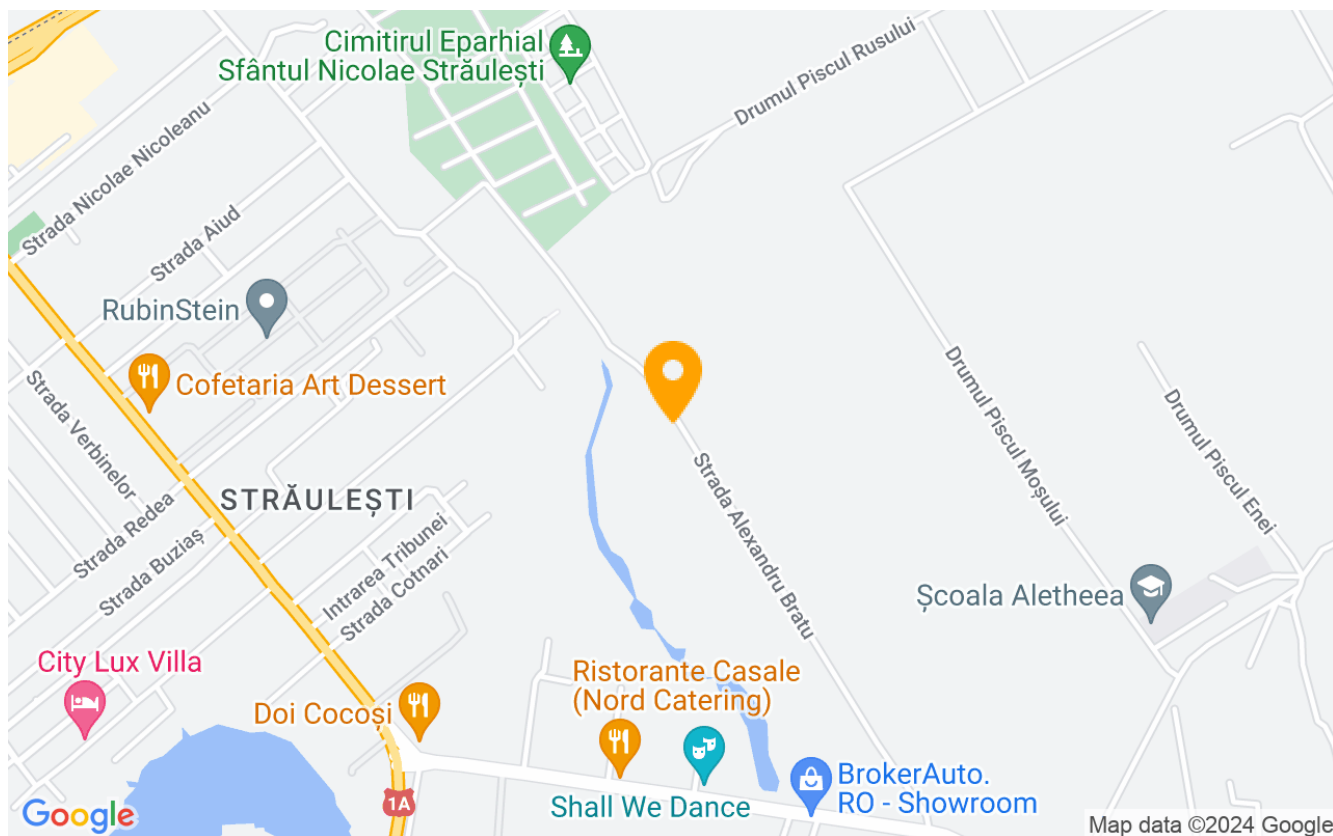 Cimitirul Eparhial
Sfântul Nicolae Străulești
Drumul Piscul Rusului
Strada Nicolae Nicoleanu
Strada Aiud
RubinStein
Cofetaria Art Dessert
Strada Verbinelor
Drumul Piscul Moșului
Drumul Piscul Enei
STRĂULEȘTI
Strada Redea
Strada Buziaș
Intrarea Tribunei
Strada Cotnari
Strada Alexandru Bratu
Școala Aletheea
City Lux Villa
Doi Cocoși
Ristorante Casale
(Nord Catering)
1A
Shall We Dance
BrokerAuto.
RO - Showroom
Google
Map data ©2024 Google